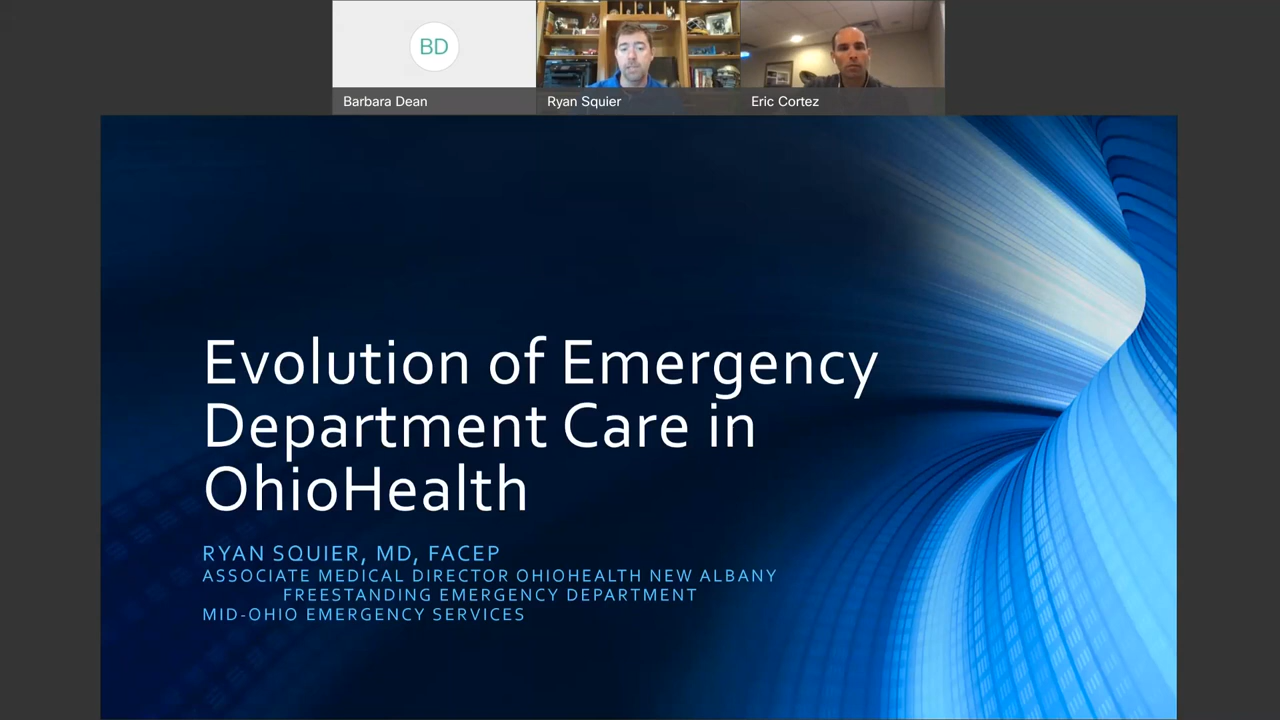 BD
Barbara Dean
Ryan Squier
Eric Cortez
Evolution of Emergency
Department Care in
OhioHealth
RYAN SQUIER, MD, FACEP
ASSOCIATE MEDICAL DIRECTOR OHIOHEALTH NEW ALBANY
FREESTANDING EMERGENCY DEPARTMENT
MID-OHIO EMERGENCY SERVICES